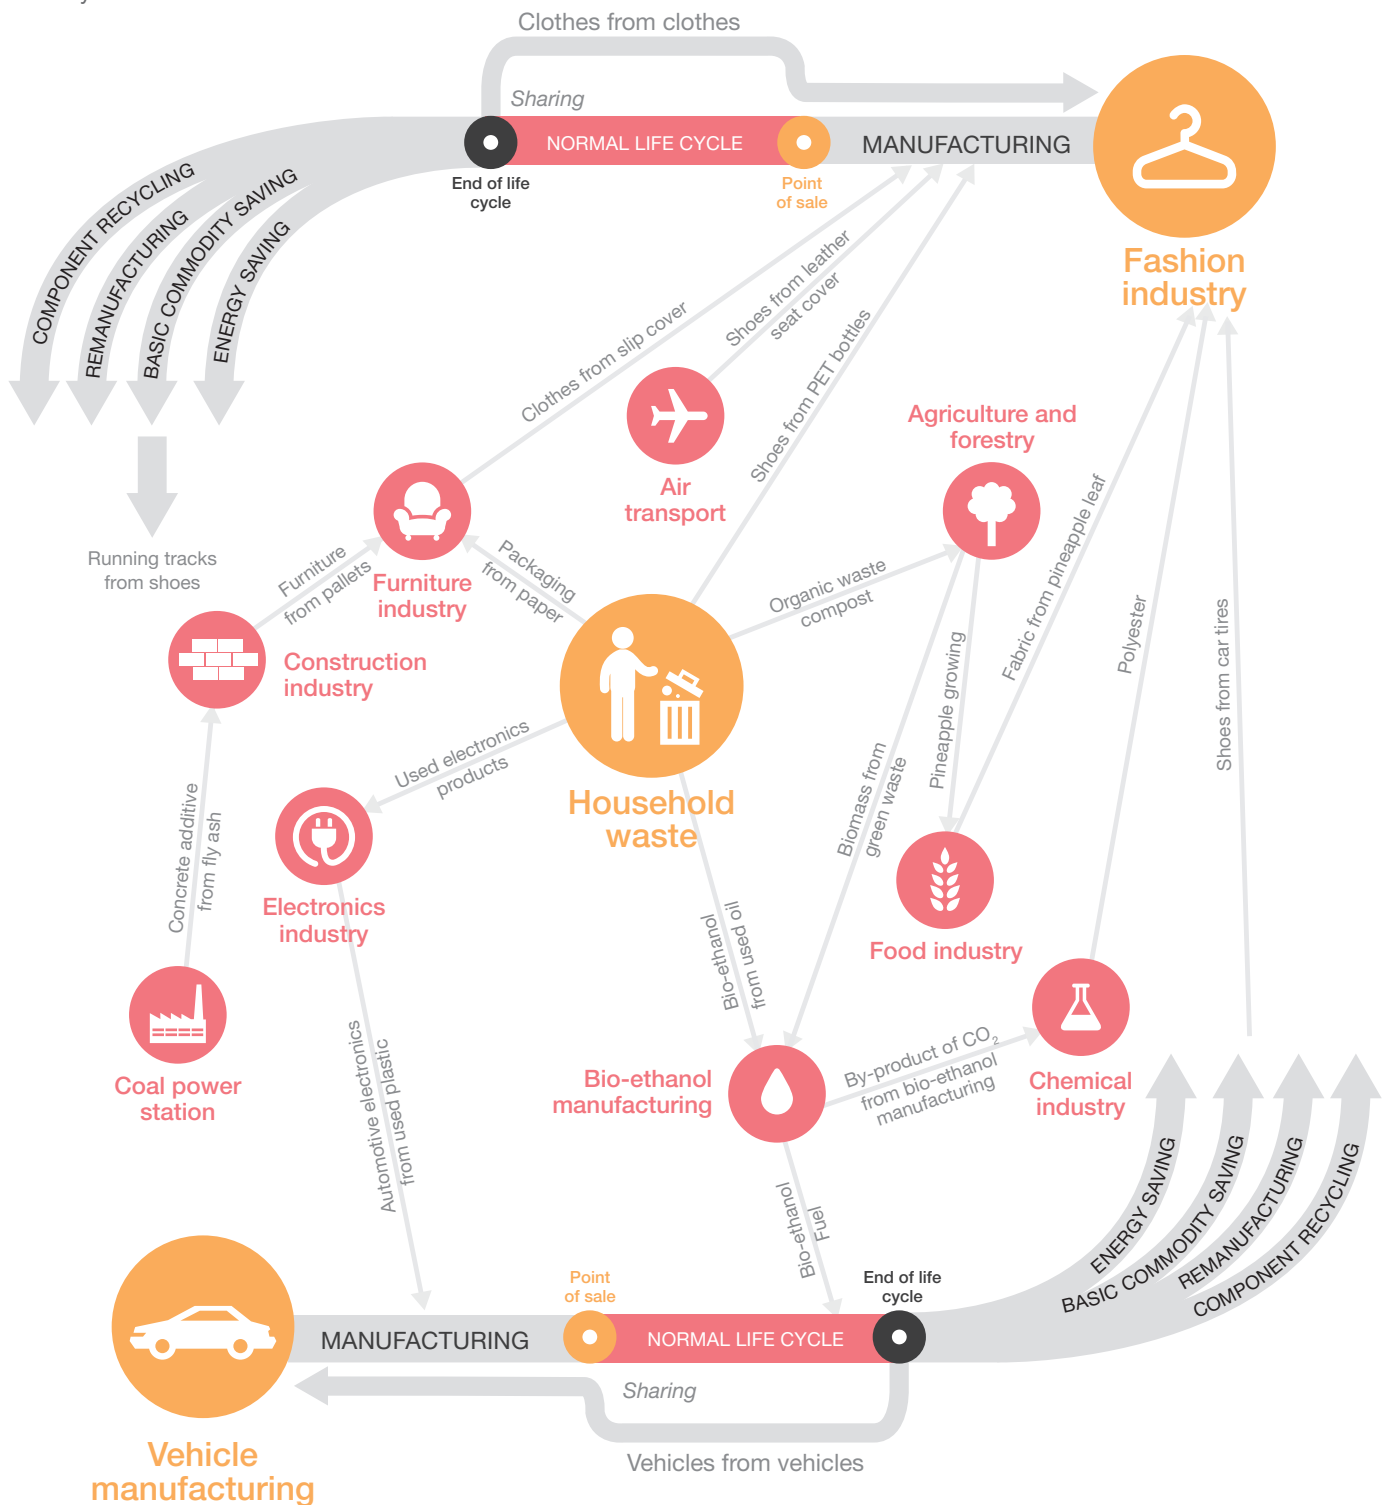 Clothes from clothes
Sharing
NORMAL LIFE CYCLE
MANUFACTURING
End of life
cycle
Point
of sale
Fashion
industry
COMPONENT RECYCLING
REMANUFACTURING
BASIC COMMODITY SAVING
ENERGY SAVING
Running tracks
from shoes
Clothes from slip cover
Shoes from leather
seat cover
Shoes from PET bottles
Air
transport
Agriculture and
forestry
Furniture
from pallets
Furniture
industry
Packaging
from paper
Organic waste
compost
Construction
industry
Household
waste
Used electronics
products
Pineapple growing
Biomass from
green waste
Fabric from pineapple leaf
Polyester
Shoes from car tires
Concrete additive
from fly ash
Electronics
industry
Food industry
Bio-ethanol
from used oil
Coal power
station
Automotive electronics
from used plastic
Bio-ethanol
manufacturing
By-product of CO₂
from bio-ethanol
manufacturing
Chemical
industry
Bio-ethanol
Fuel
ENERGY SAVING
BASIC COMMODITY SAVING
REMANUFACTURING
COMPONENT RECYCLING
Point
of sale
End of life
cycle
MANUFACTURING
NORMAL LIFE CYCLE
Sharing
Vehicles from vehicles
Vehicle
manufacturing